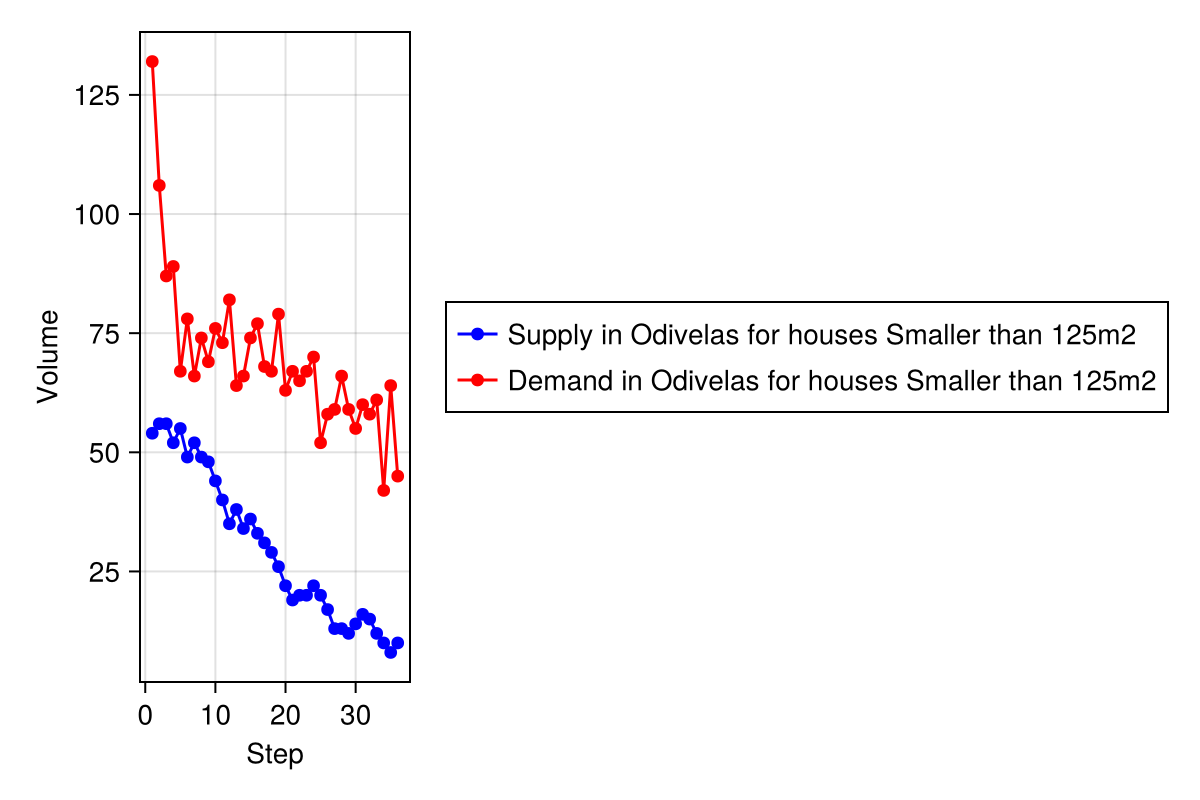 Volume
125
100
75
50
25
0 10 20 30
Step
Supply in Odivelas for houses Smaller than 125m2
Demand in Odivelas for houses Smaller than 125m2